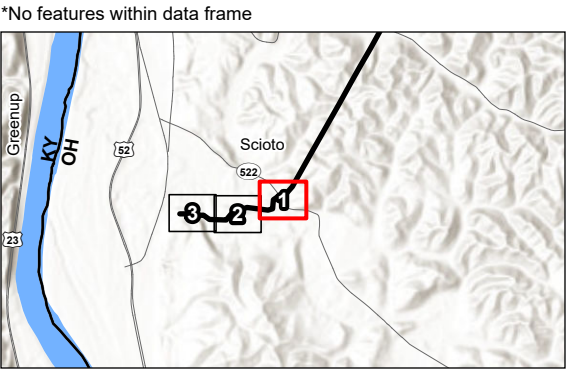 *No features within data frame
Greenup
KY
OH
52
Scioto
522
1
2
3
23